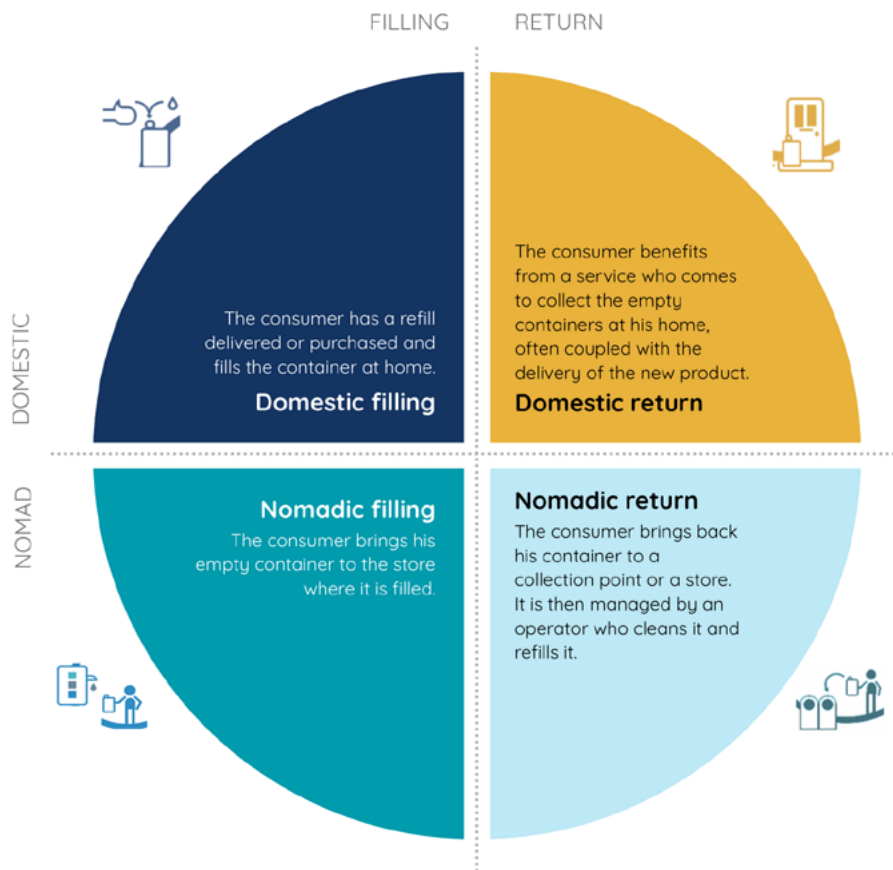 FILLING
RETURN
DOMESTIC
The consumer has a refill
delivered or purchased and
fills the container at home.
Domestic filling
The consumer benefits
from a service who comes
to collect the empty
containers at his home,
often coupled with the
delivery of the new product.
Domestic return
NOMAD
Nomadic filling
The consumer brings his
empty container to the store
where it is filled.
Nomadic return
The consumer brings back
his container to a
collection point or a store.
It is then managed by an
operator who cleans it and
refills it.